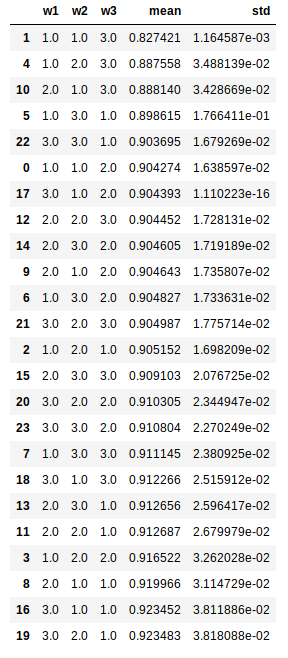 w1 w2 w3 mean std
1 1.0 1.0 3.0 0.827421 1.164587e-03
4 1.0 2.0 3.0 0.887558 3.488139e-02
10 2.0 1.0 3.0 0.888140 3.428669e-02
5 1.0 3.0 1.0 0.898615 1.766411e-01
22 3.0 3.0 1.0 0.903695 1.679269e-02
0 1.0 1.0 2.0 0.904274 1.638597e-02
17 3.0 1.0 2.0 0.904393 1.110223e-16
12 2.0 2.0 3.0 0.904452 1.728131e-02
14 2.0 3.0 2.0 0.904605 1.719189e-02
9 2.0 1.0 2.0 0.904643 1.735807e-02
6 1.0 3.0 2.0 0.904827 1.733631e-02
21 3.0 2.0 3.0 0.904987 1.775714e-02
2 1.0 2.0 1.0 0.905152 1.698209e-02
15 2.0 3.0 3.0 0.909103 2.076725e-02
20 3.0 2.0 2.0 0.910305 2.344947e-02
23 3.0 3.0 2.0 0.910804 2.270249e-02
7 1.0 3.0 3.0 0.911145 2.380925e-02
18 3.0 1.0 3.0 0.912266 2.515912e-02
13 2.0 3.0 1.0 0.912656 2.596417e-02
11 2.0 2.0 1.0 0.912687 2.679979e-02
3 1.0 2.0 2.0 0.916522 3.262028e-02
8 2.0 1.0 1.0 0.919966 3.114729e-02
16 3.0 1.0 1.0 0.923452 3.811886e-02
19 3.0 2.0 1.0 0.923483 3.818088e-02